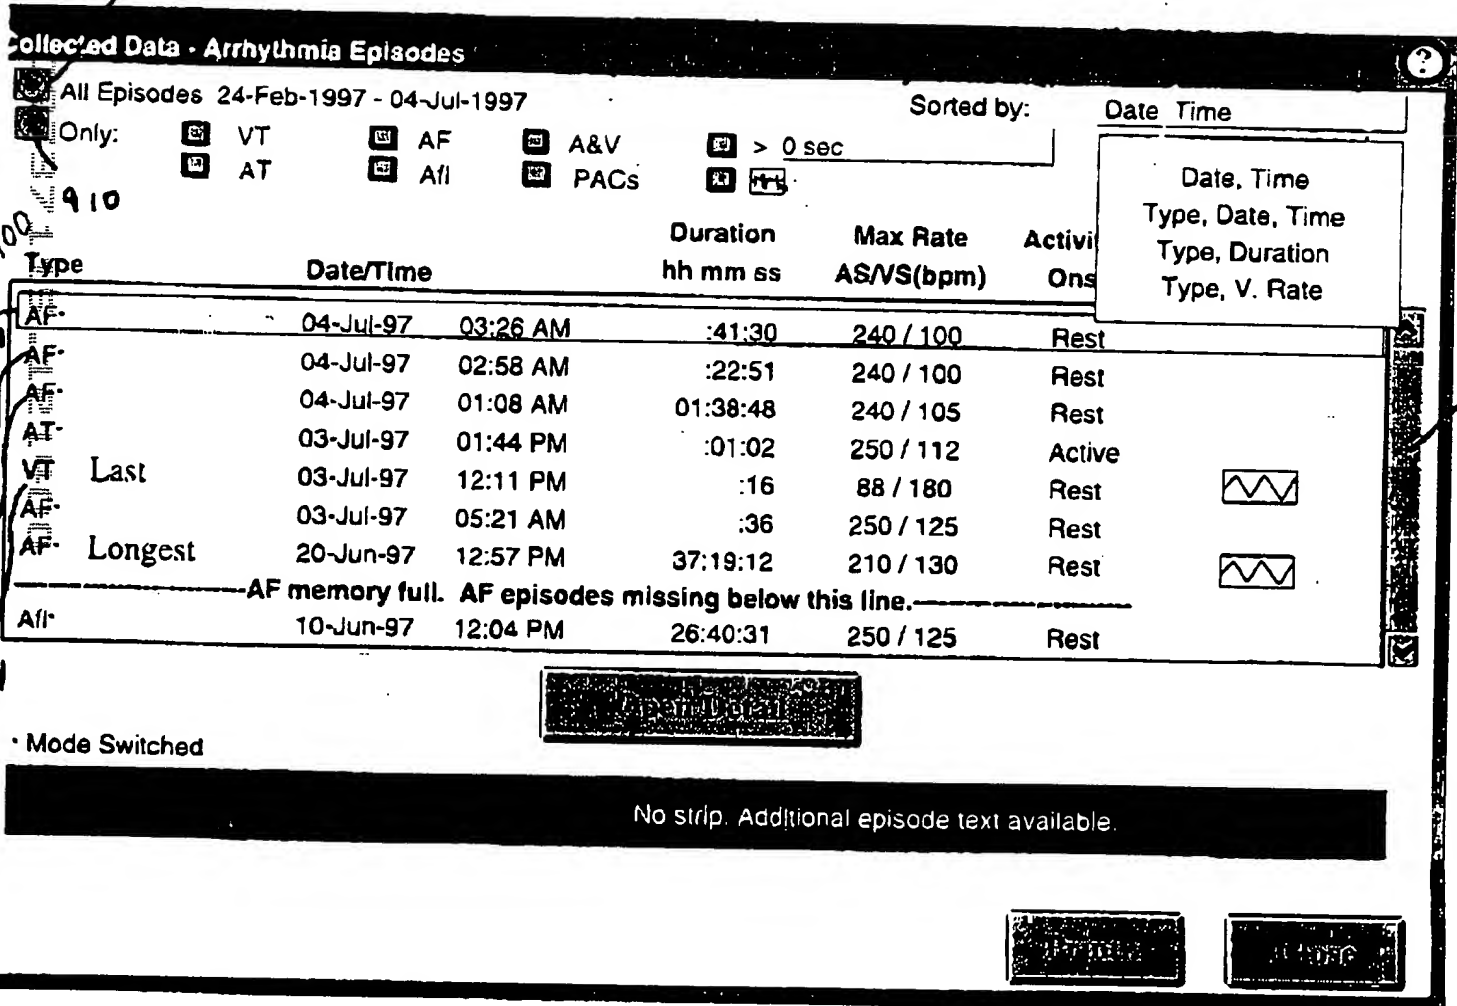 Collected Data - Arrhythmia Episodes ?
All Episodes 24-Feb-1997 - 04-Jul-1997 Sorted by: Date Time
Only: VT AF A&V > 0 sec
AT Afl PACs
Date, Time
Type, Date, Time
Type, Duration
Type, V. Rate
910
Duration Max Rate Activi
Type Date/Time hh mm ss AS/VS(bpm) Ons
AF• 04-Jul-97 03:26 AM :41:30 240 / 100 Rest
AF• 04-Jul-97 02:58 AM :22:51 240 / 100 Rest
AF• 04-Jul-97 01:08 AM 01:38:48 240 / 105 Rest
AT• 03-Jul-97 01:44 PM :01:02 250 / 112 Active
VT Last 03-Jul-97 12:11 PM :16 88 / 180 Rest
AF• 03-Jul-97 05:21 AM :36 250 / 125 Rest
AF• Longest 20-Jun-97 12:57 PM 37:19:12 210 / 130 Rest
AF memory full. AF episodes missing below this line.
Afl• 10-Jun-97 12:04 PM 26:40:31 250 / 125 Rest
Open Detail
• Mode Switched
No strip. Additional episode text available.
Close